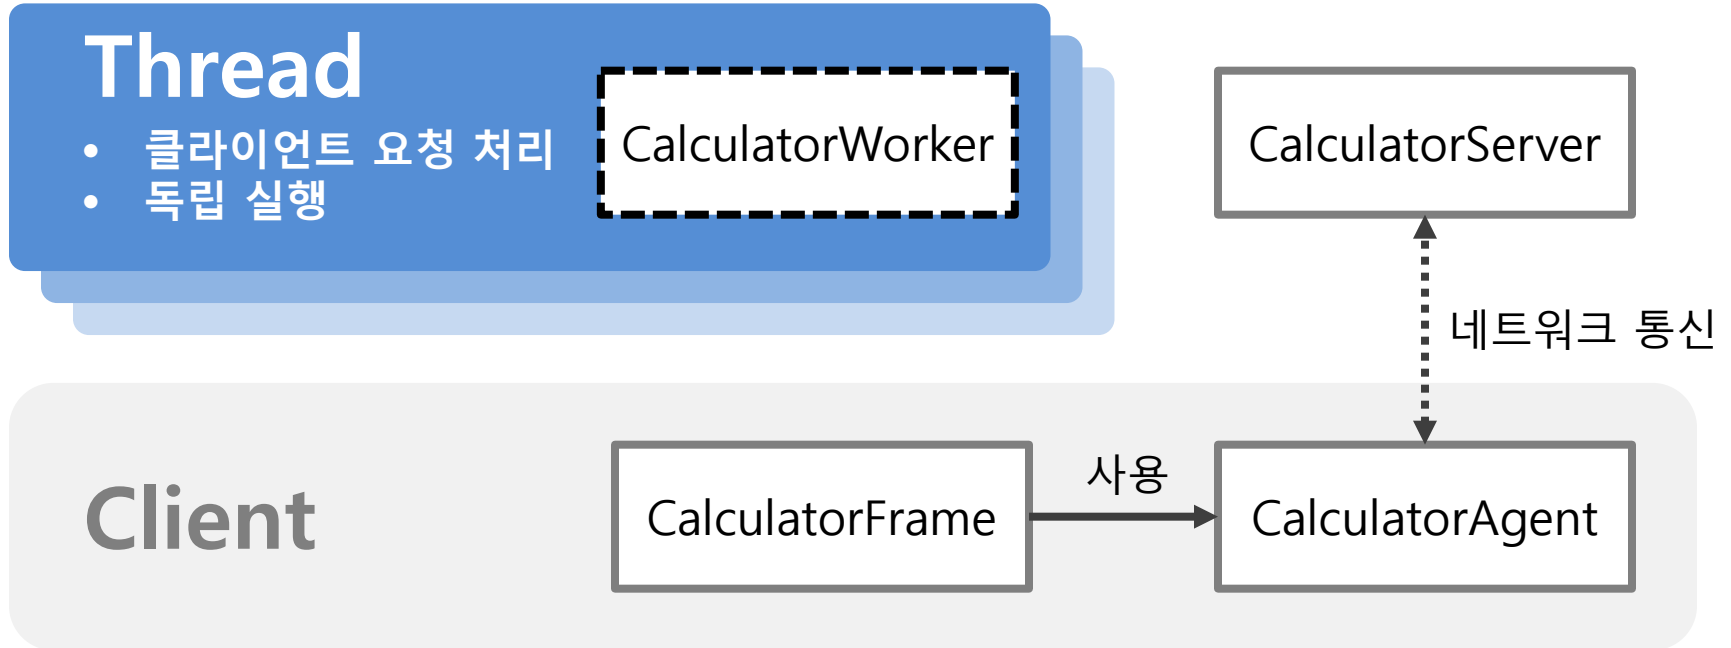 Thread
• 클라이언트 요청 처리
• 독립 실행
CalculatorWorker
CalculatorServer
네트워크 통신
Client
CalculatorFrame
사용
CalculatorAgent